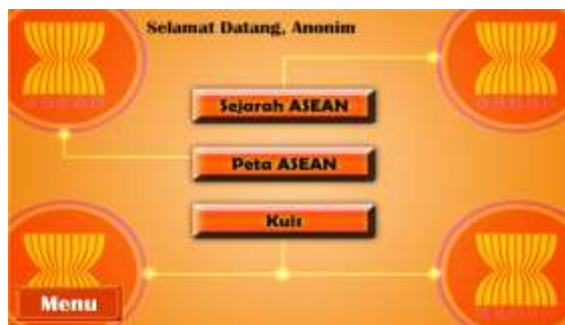 Selamat Datang, Anonim
Sejarah ASEAN
Peta ASEAN
Kuis
Menu